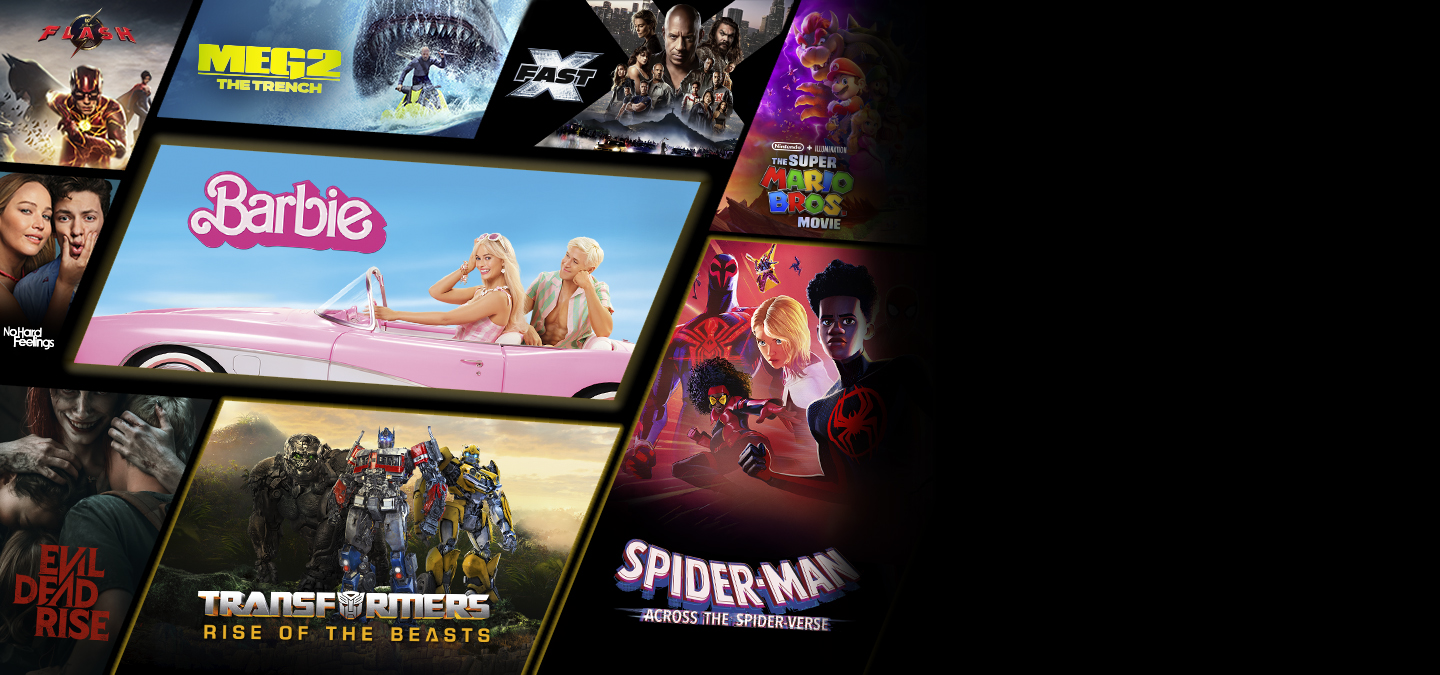 THE
FLASH
MEG2
THE TRENCH
FAST X
Nintendo + ILLUMINATION
THE SUPER
MARIO
BROS.
MOVIE
Barbie
No Hard
Feelings
EVIL
DEAD
RISE
TRANSFORMERS
RISE OF THE BEASTS
SPIDER-MAN
ACROSS THE SPIDER-VERSE